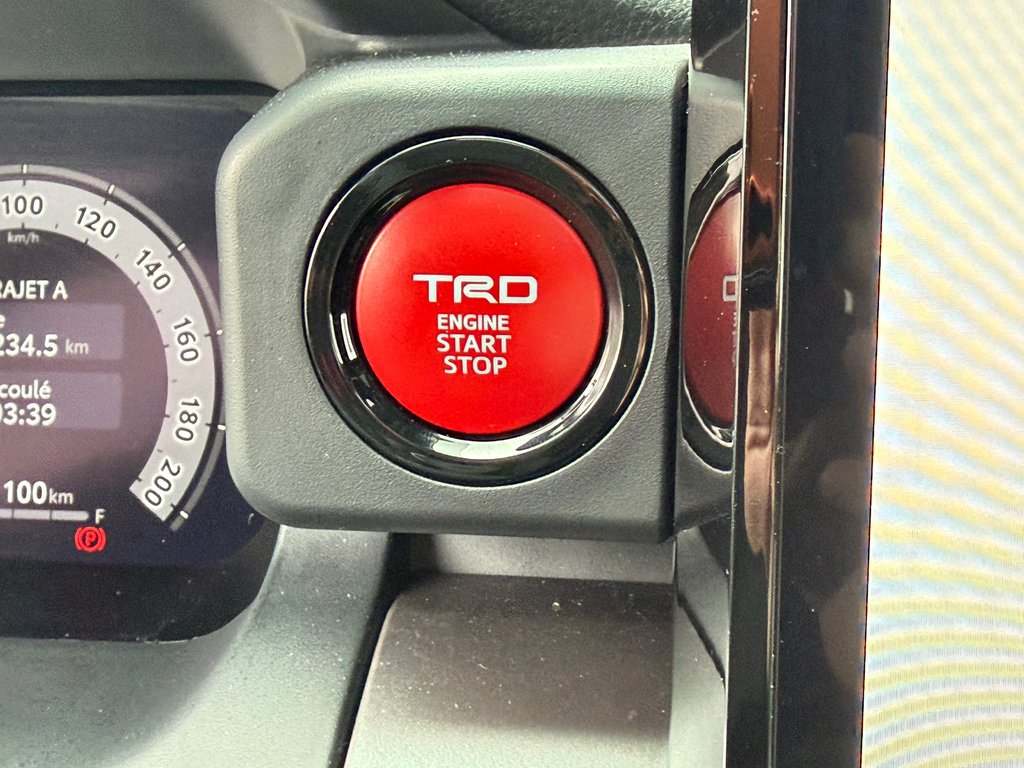 100
120
140
160
180
200
km/h
RAJET A
234.5 km
coulé
03:39
100km
F
P
TRD
ENGINE
START
STOP